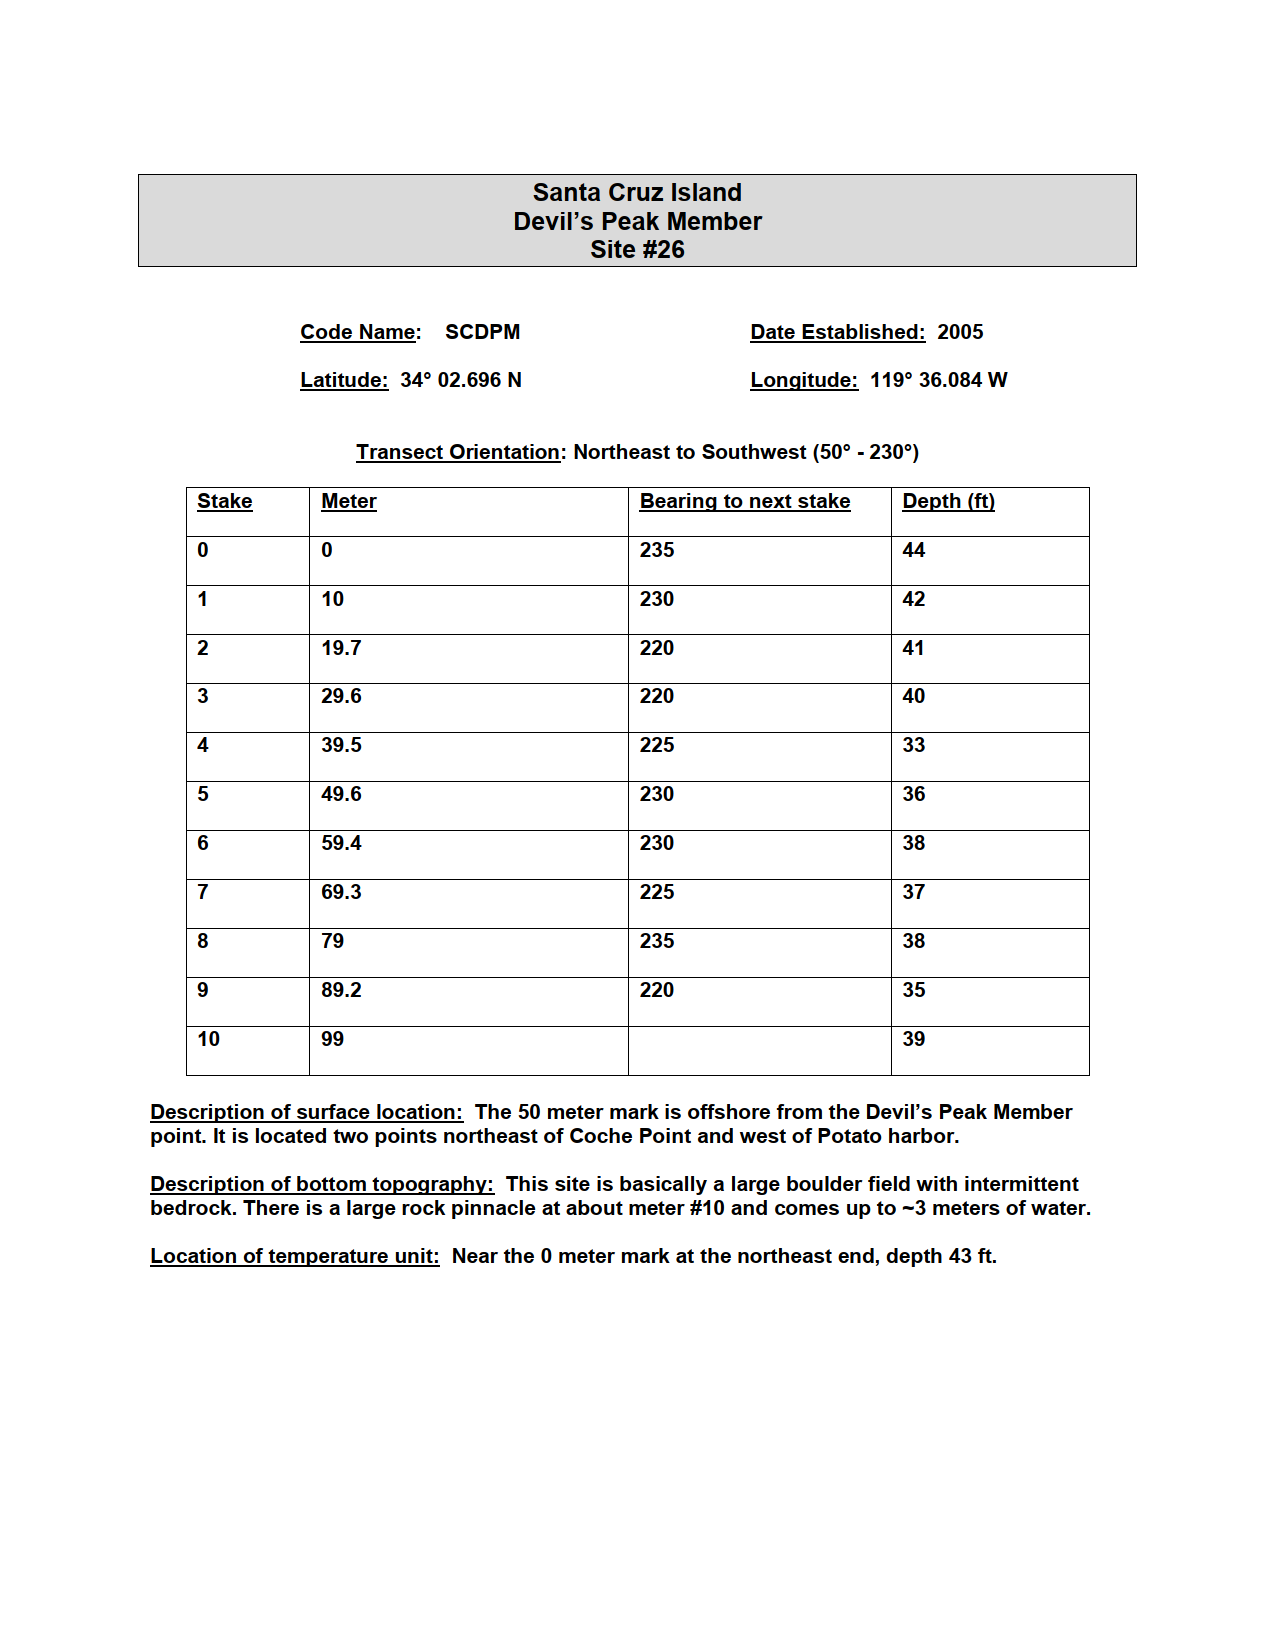 Santa Cruz Island
Devil’s Peak Member
Site #26
Code Name: SCDPM Date Established: 2005
Latitude: 34° 02.696 N Longitude: 119° 36.084 W
Transect Orientation: Northeast to Southwest (50° - 230°)
Stake Meter Bearing to next stake Depth (ft)
0 0 235 44
1 10 230 42
2 19.7 220 41
3 29.6 220 40
4 39.5 225 33
5 49.6 230 36
6 59.4 230 38
7 69.3 225 37
8 79 235 38
9 89.2 220 35
10 99 39
Description of surface location: The 50 meter mark is offshore from the Devil’s Peak Member
point. It is located two points northeast of Coche Point and west of Potato harbor.
Description of bottom topography: This site is basically a large boulder field with intermittent
bedrock. There is a large rock pinnacle at about meter #10 and comes up to ~3 meters of water.
Location of temperature unit: Near the 0 meter mark at the northeast end, depth 43 ft.